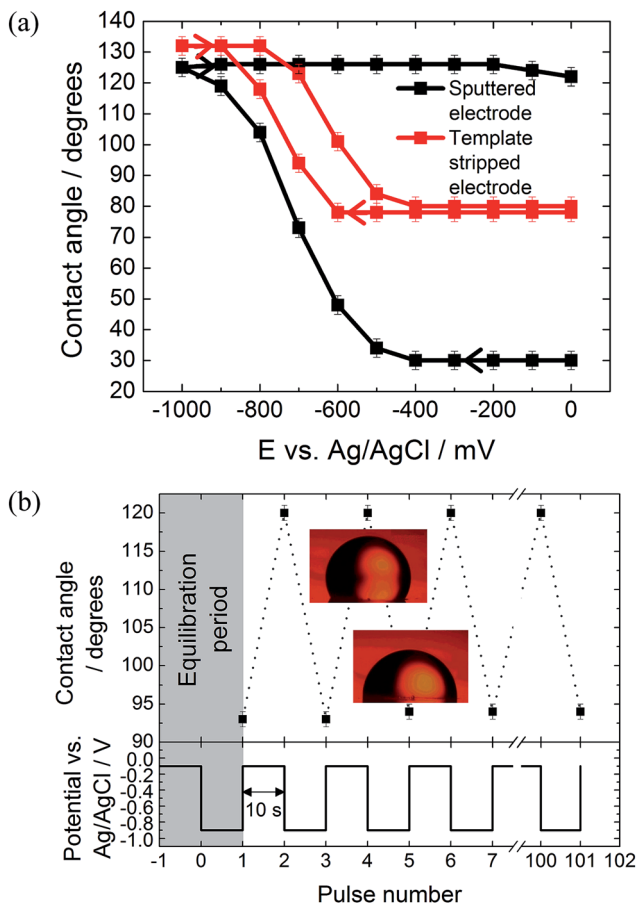 (a)
Contact angle / degrees
130
120
110
100
90
80
70
60
50
40
30
20
Sputtered
electrode
Template
stripped
electrode
-1000 -800 -600 -400 -200 0
E vs. Ag/AgCl / mV
(b)
Contact angle
/ degrees
120
115
110
105
100
95
90
Equilibration
period
Potential vs.
Ag/AgCl / V
0.0
-0.2
-0.4
-0.6
-0.8
-1.0
10 s
-1 0 1 2 3 4 5 6 7 100 101 102
Pulse number